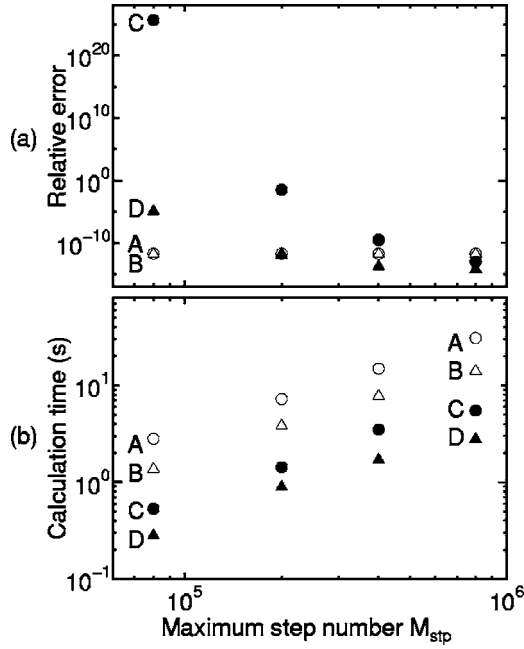 C
10^20
10^10
(a)
Relative error
10^0
D
A
10^-10
B
A
B
10^1
C
(b)
Calculation time (s)
D
A
B
10^0
C
D
10^-1
10^5
10^6
Maximum step number M_stp